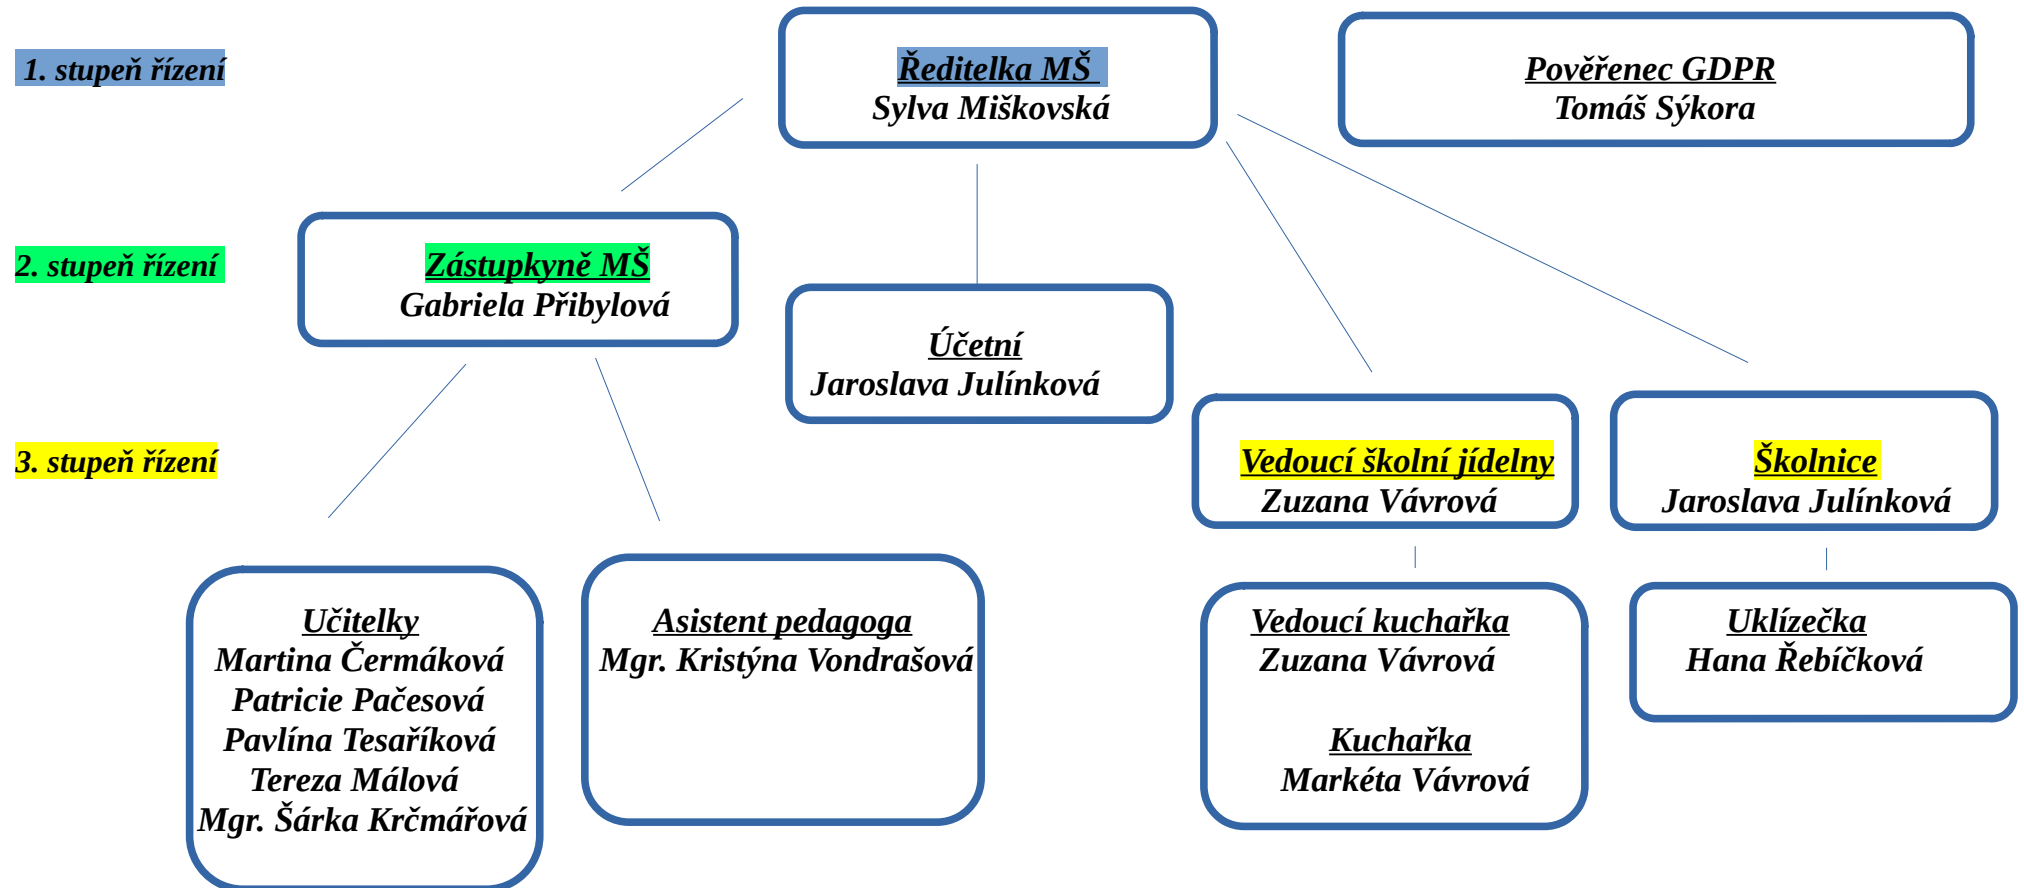 1. stupeň řízení
Ředitelka MŠ
Sylva Miškovská
Pověřenec GDPR
Tomáš Sýkora
2. stupeň řízení
Zástupkyně MŠ
Gabriela Přibylová
Účetní
Jaroslava Julínková
3. stupeň řízení
Vedoucí školní jídelny
Zuzana Vávrová
Školnice
Jaroslava Julínková
Učitelky
Martina Čermáková
Patricie Pačesová
Pavlína Tesaříková
Tereza Málová
Mgr. Šárka Krčmářová
Asistent pedagoga
Mgr. Kristýna Vondrašová
Vedoucí kuchařka
Zuzana Vávrová
Kuchařka
Markéta Vávrová
Uklízečka
Hana Řebíčková